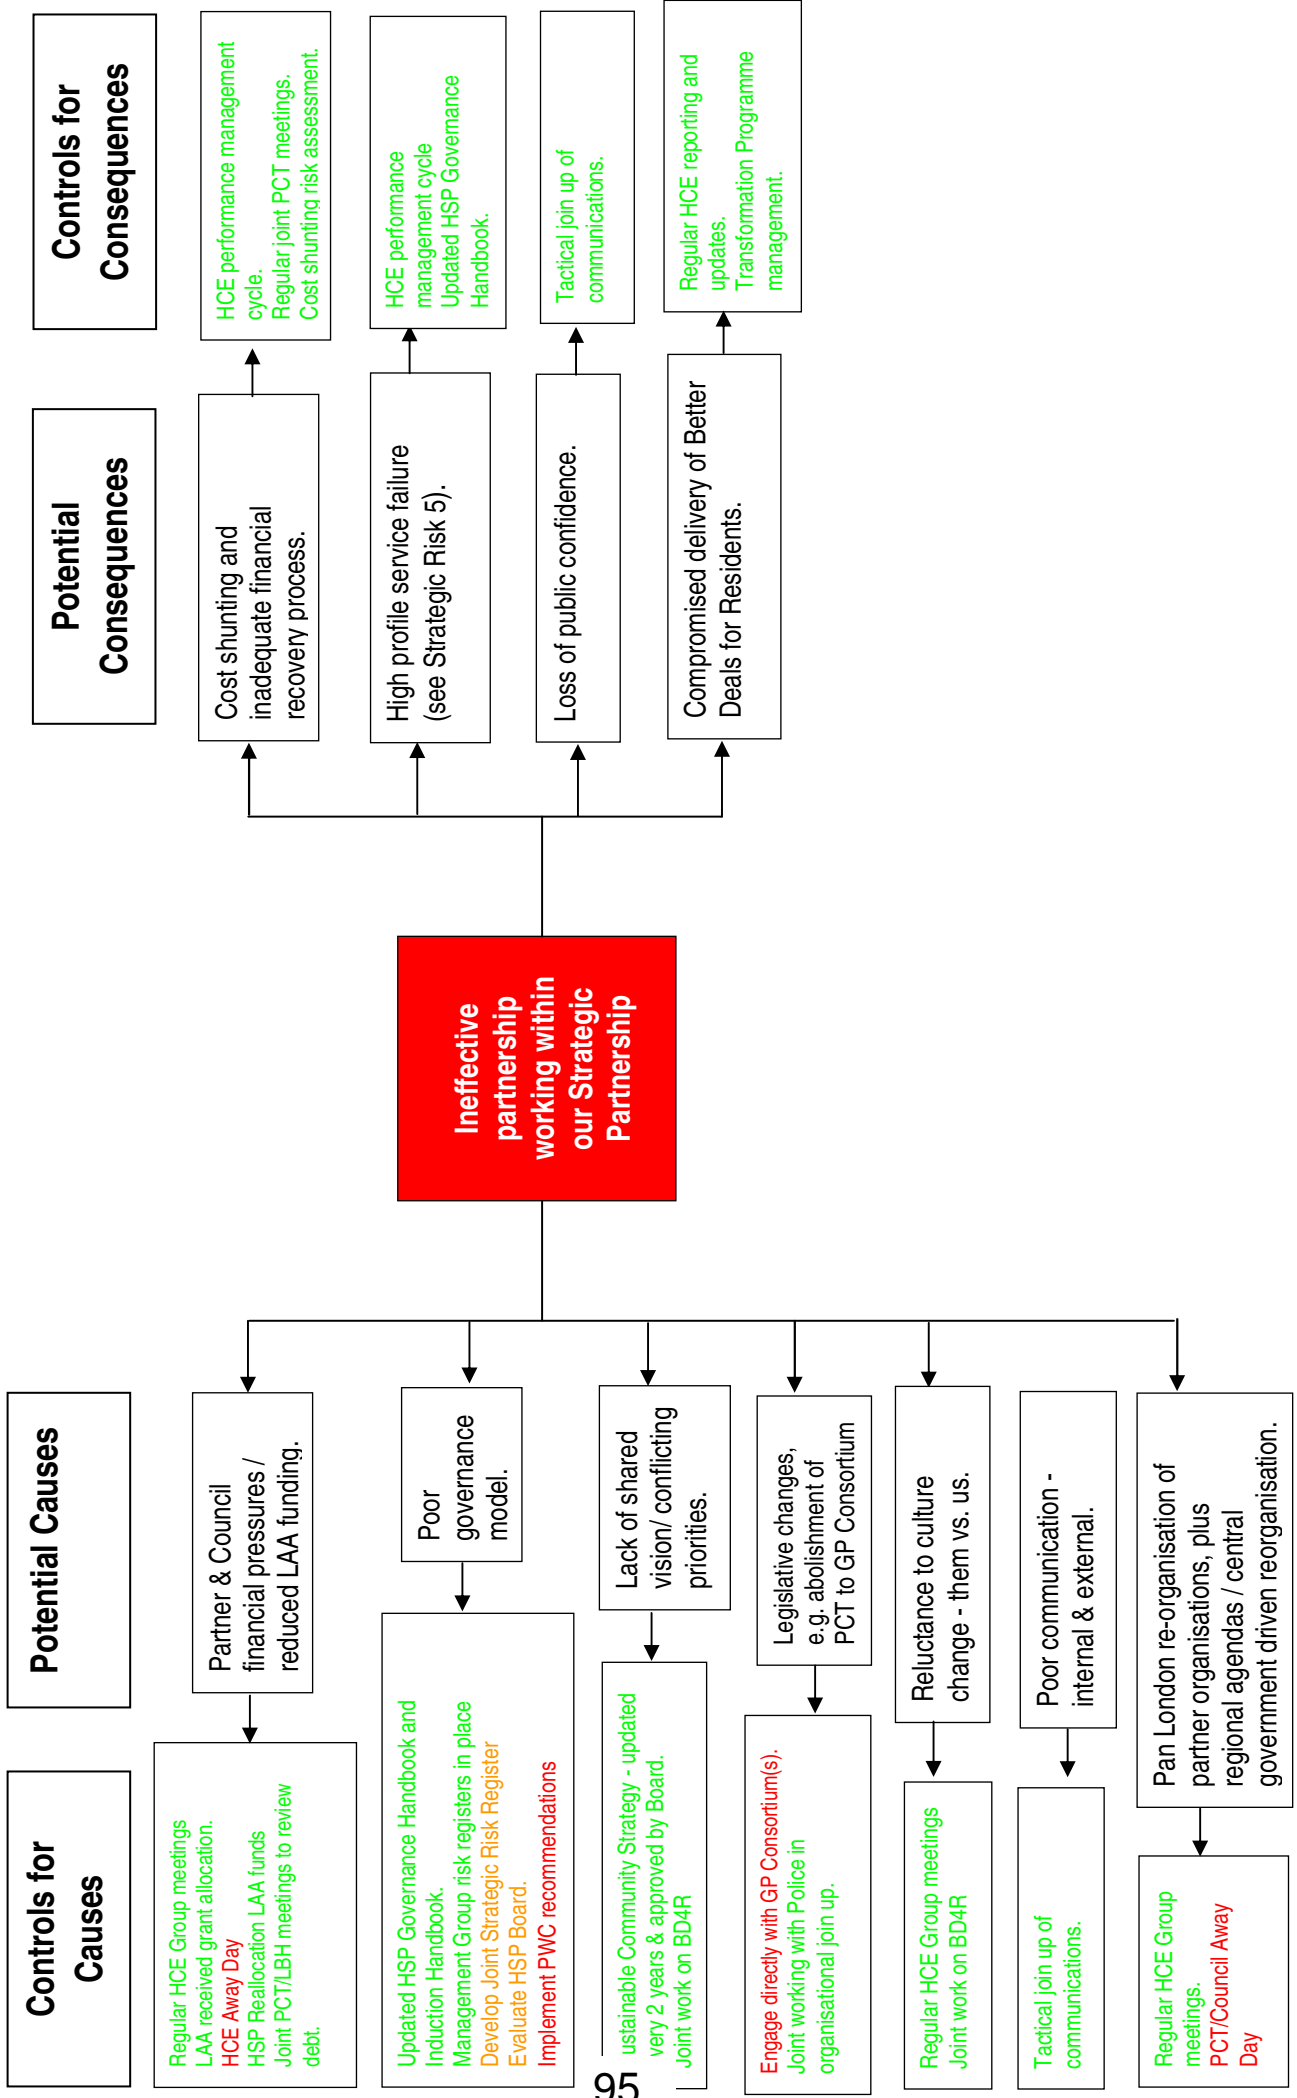 Controls for
Causes
Potential Causes
Potential
Consequences
Controls for
Consequences
Regular HCE Group meetings
LAA received grant allocation.
HCE Away Day
HSP Reallocation LAA funds
Joint PCT/LBH meetings to review
debt.
Partner & Council
financial pressures /
reduced LAA funding.
Updated HSP Governance Handbook and
Induction Handbook.
Management Group risk registers in place
Develop Joint Strategic Risk Register
Evaluate HSP Board.
Implement PWC recommendations
Poor
governance
model.
ustainable Community Strategy - updated
very 2 years & approved by Board.
Joint work on BD4R
Lack of shared
vision/ conflicting
priorities.
Engage directly with GP Consortium(s).
Joint working with Police in
organisational join up.
Legislative changes,
e.g. abolishment of
PCT to GP Consortium
Regular HCE Group meetings
Joint work on BD4R
Reluctance to culture
change - them vs. us.
Tactical join up of
communications.
Poor communication -
internal & external.
Regular HCE Group
meetings.
PCT/Council Away
Day
Pan London re-organisation of
partner organisations, plus
regional agendas / central
government driven reorganisation.
Ineffective
partnership
working within
our Strategic
Partnership
Cost shunting and
inadequate financial
recovery process.
HCE performance management
cycle.
Regular joint PCT meetings.
Cost shunting risk assessment.
High profile service failure
(see Strategic Risk 5).
HCE performance
management cycle
Updated HSP Governance
Handbook.
Loss of public confidence.
Tactical join up of
communications.
Compromised delivery of Better
Deals for Residents.
Regular HCE reporting and
updates.
Transformation Programme
management.
95